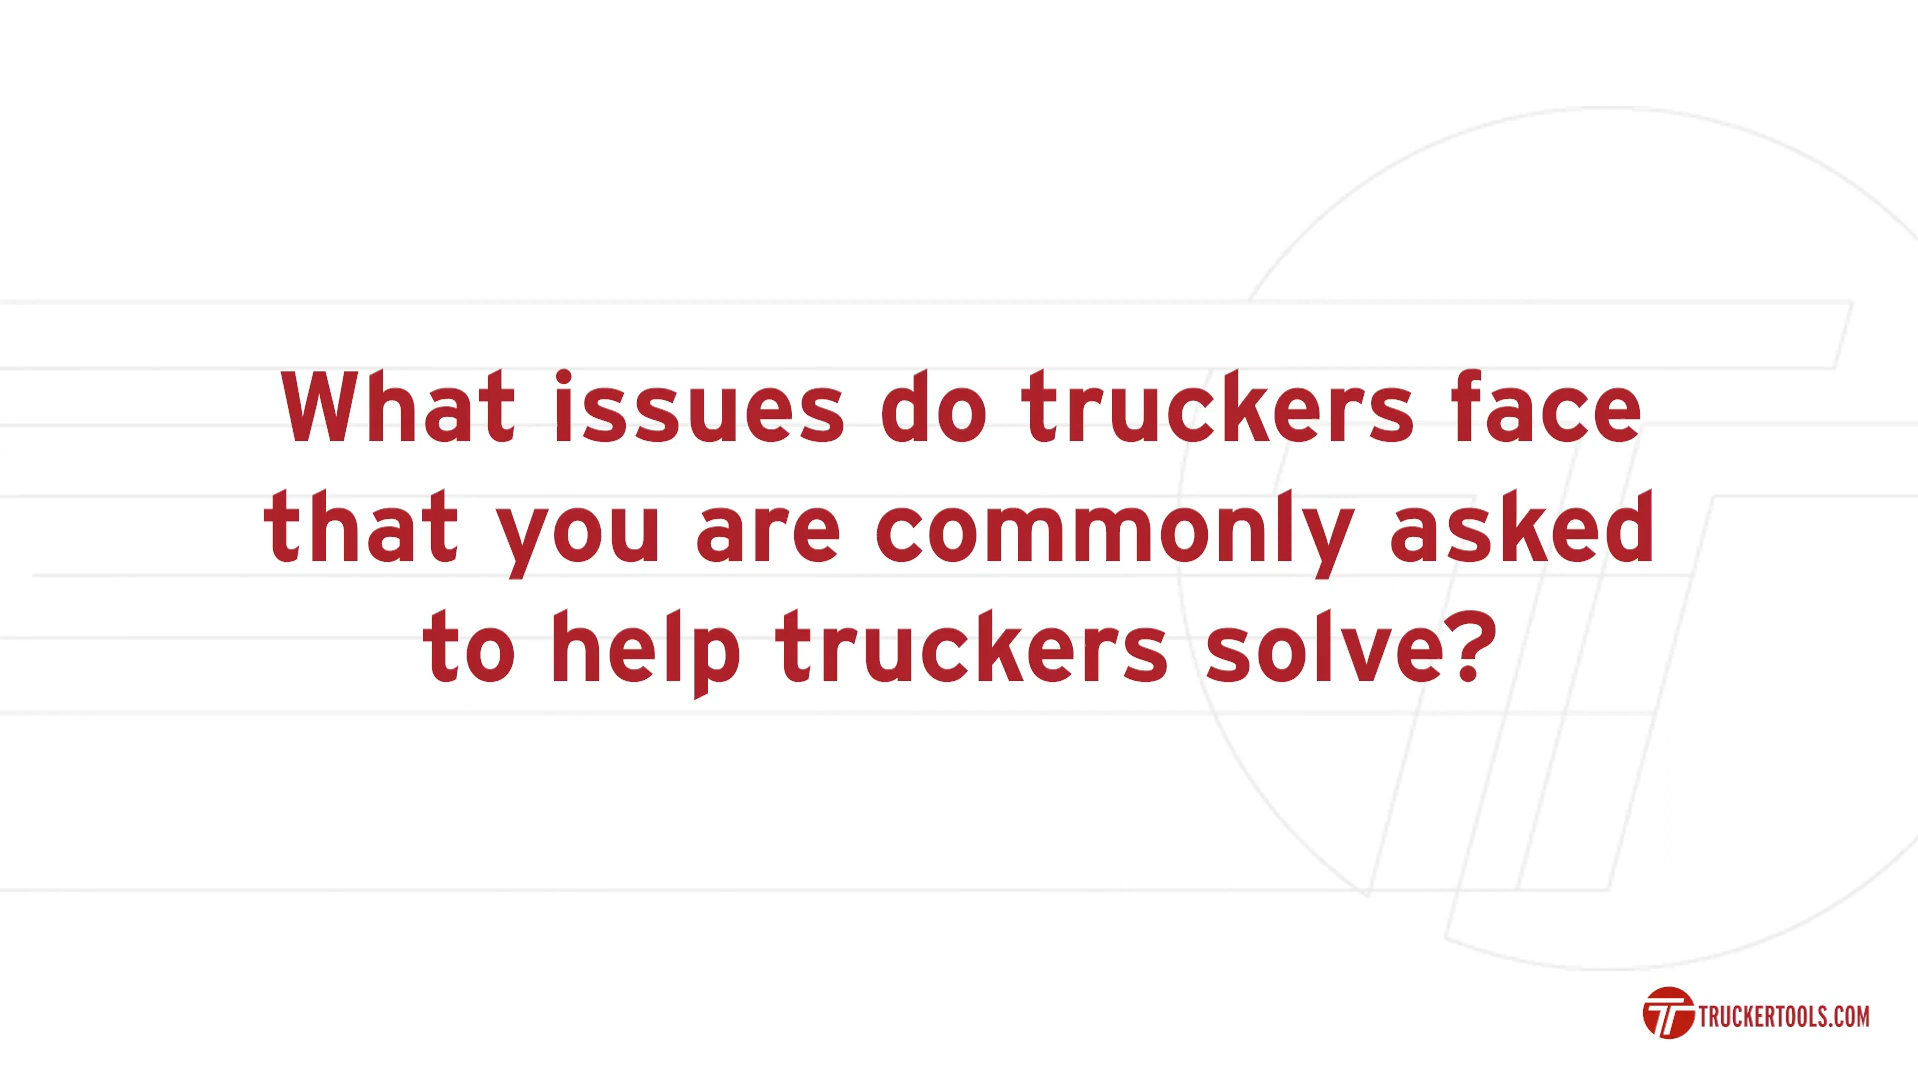 What issues do truckers face
that you are commonly asked
to help truckers solve?
TRUCKERTOOLS.COM